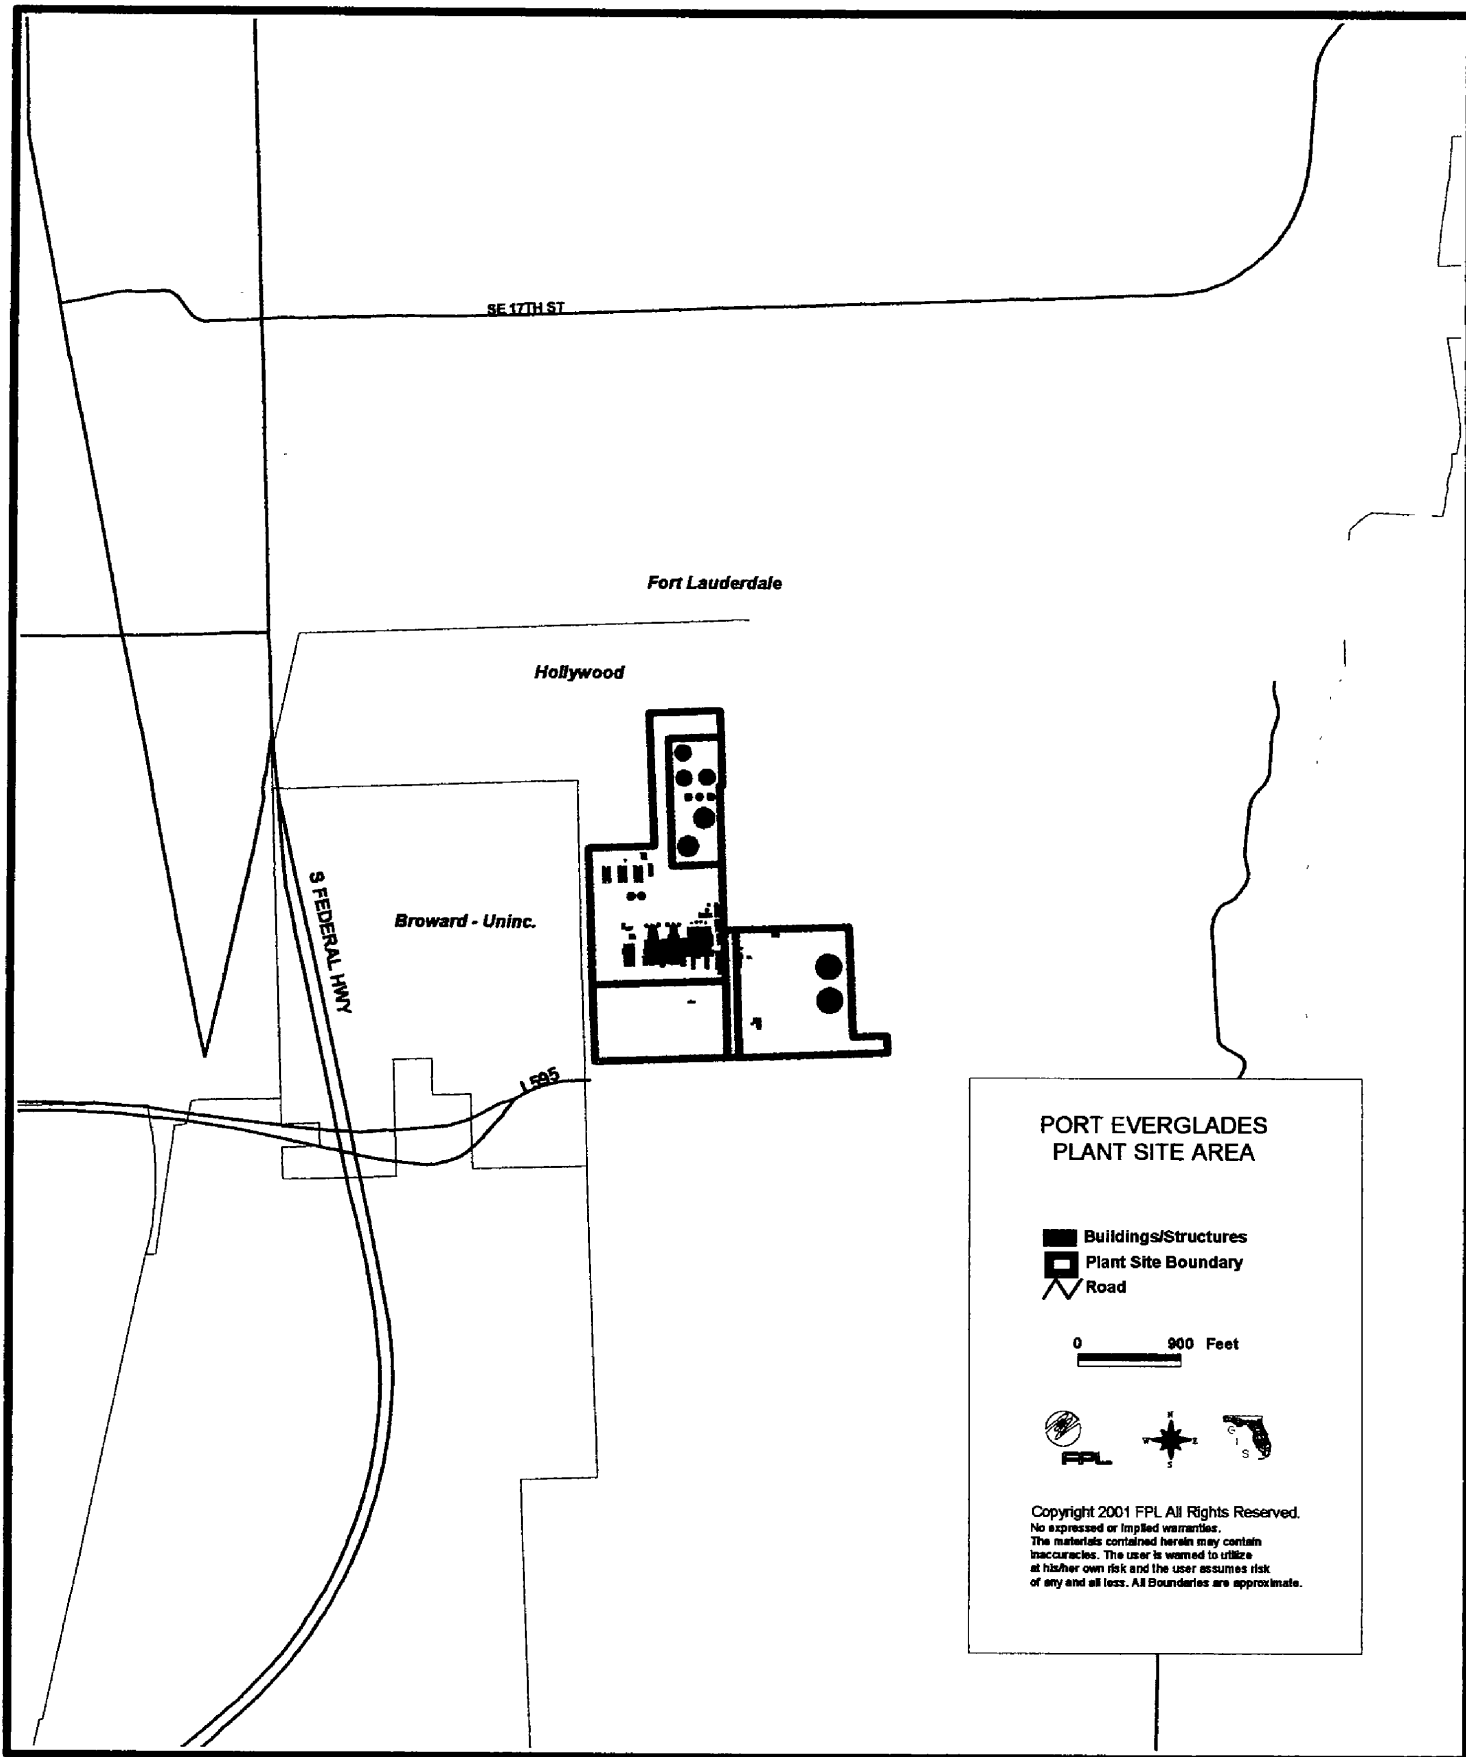 SE 17TH ST
Fort Lauderdale
Hollywood
S FEDERAL HWY
Broward - Uninc.
I 595
PORT EVERGLADES
PLANT SITE AREA
Buildings/Structures
Plant Site Boundary
Road
0 900 Feet
FPL
N
W E
S
G
I
S
Copyright 2001 FPL All Rights Reserved.
No expressed or implied warranties.
The materials contained herein may contain
inaccuracies. The user is warned to utilize
at his/her own risk and the user assumes risk
of any and all loss. All Boundaries are approximate.